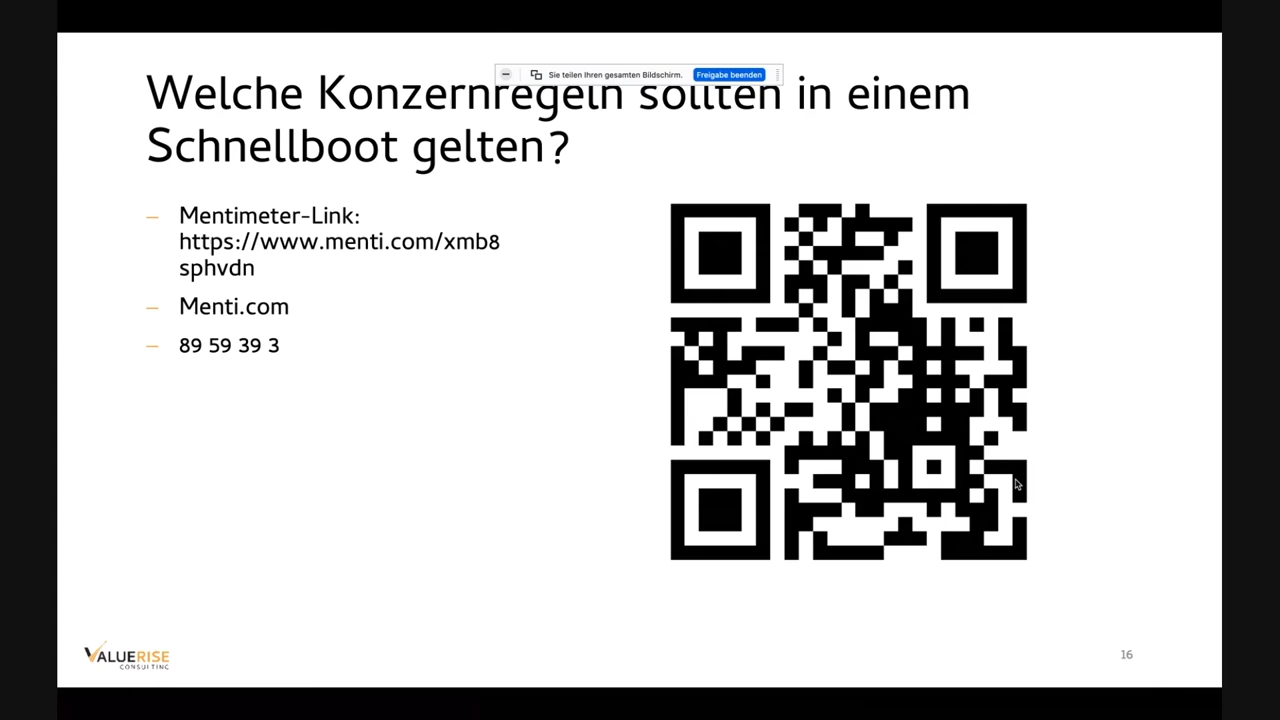 Sie teilen Ihren gesamten Bildschirm. Freigabe beenden
Welche Konzernregeln sollten in einem
Schnellboot gelten?
– Mentimeter-Link:
https://www.menti.com/xmb8
sphvdn
– Menti.com
– 89 59 39 3
VALUERISE
CONSULTING
16